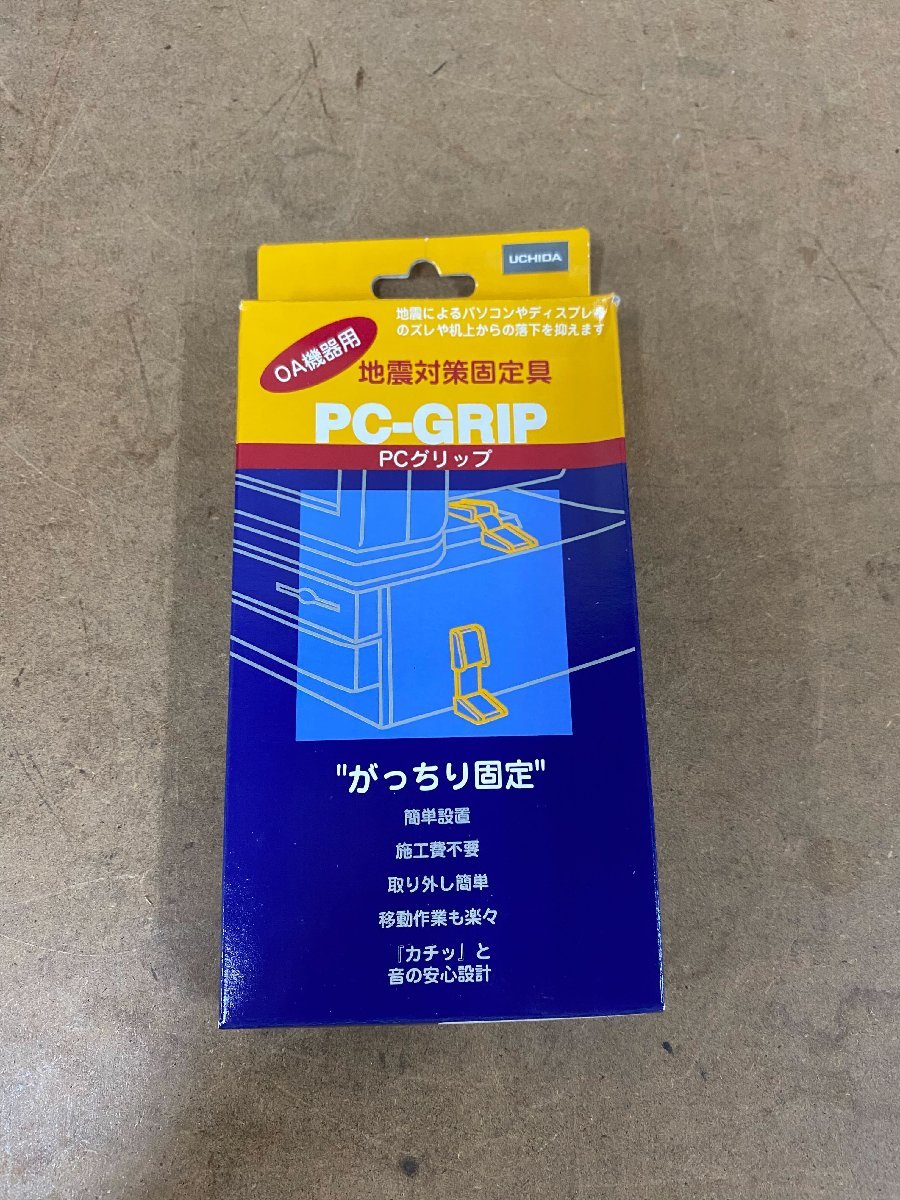 UCHIDA
地震によるパソコンやディスプレ等
のズレや机上からの落下を抑えます
OA機器用
地震対策固定具
PC-GRIP
PCグリップ
"がっちり固定"
簡単設置
施工費不要
取り外し簡単
移動作業も楽々
『カチッ』と
音の安心設計